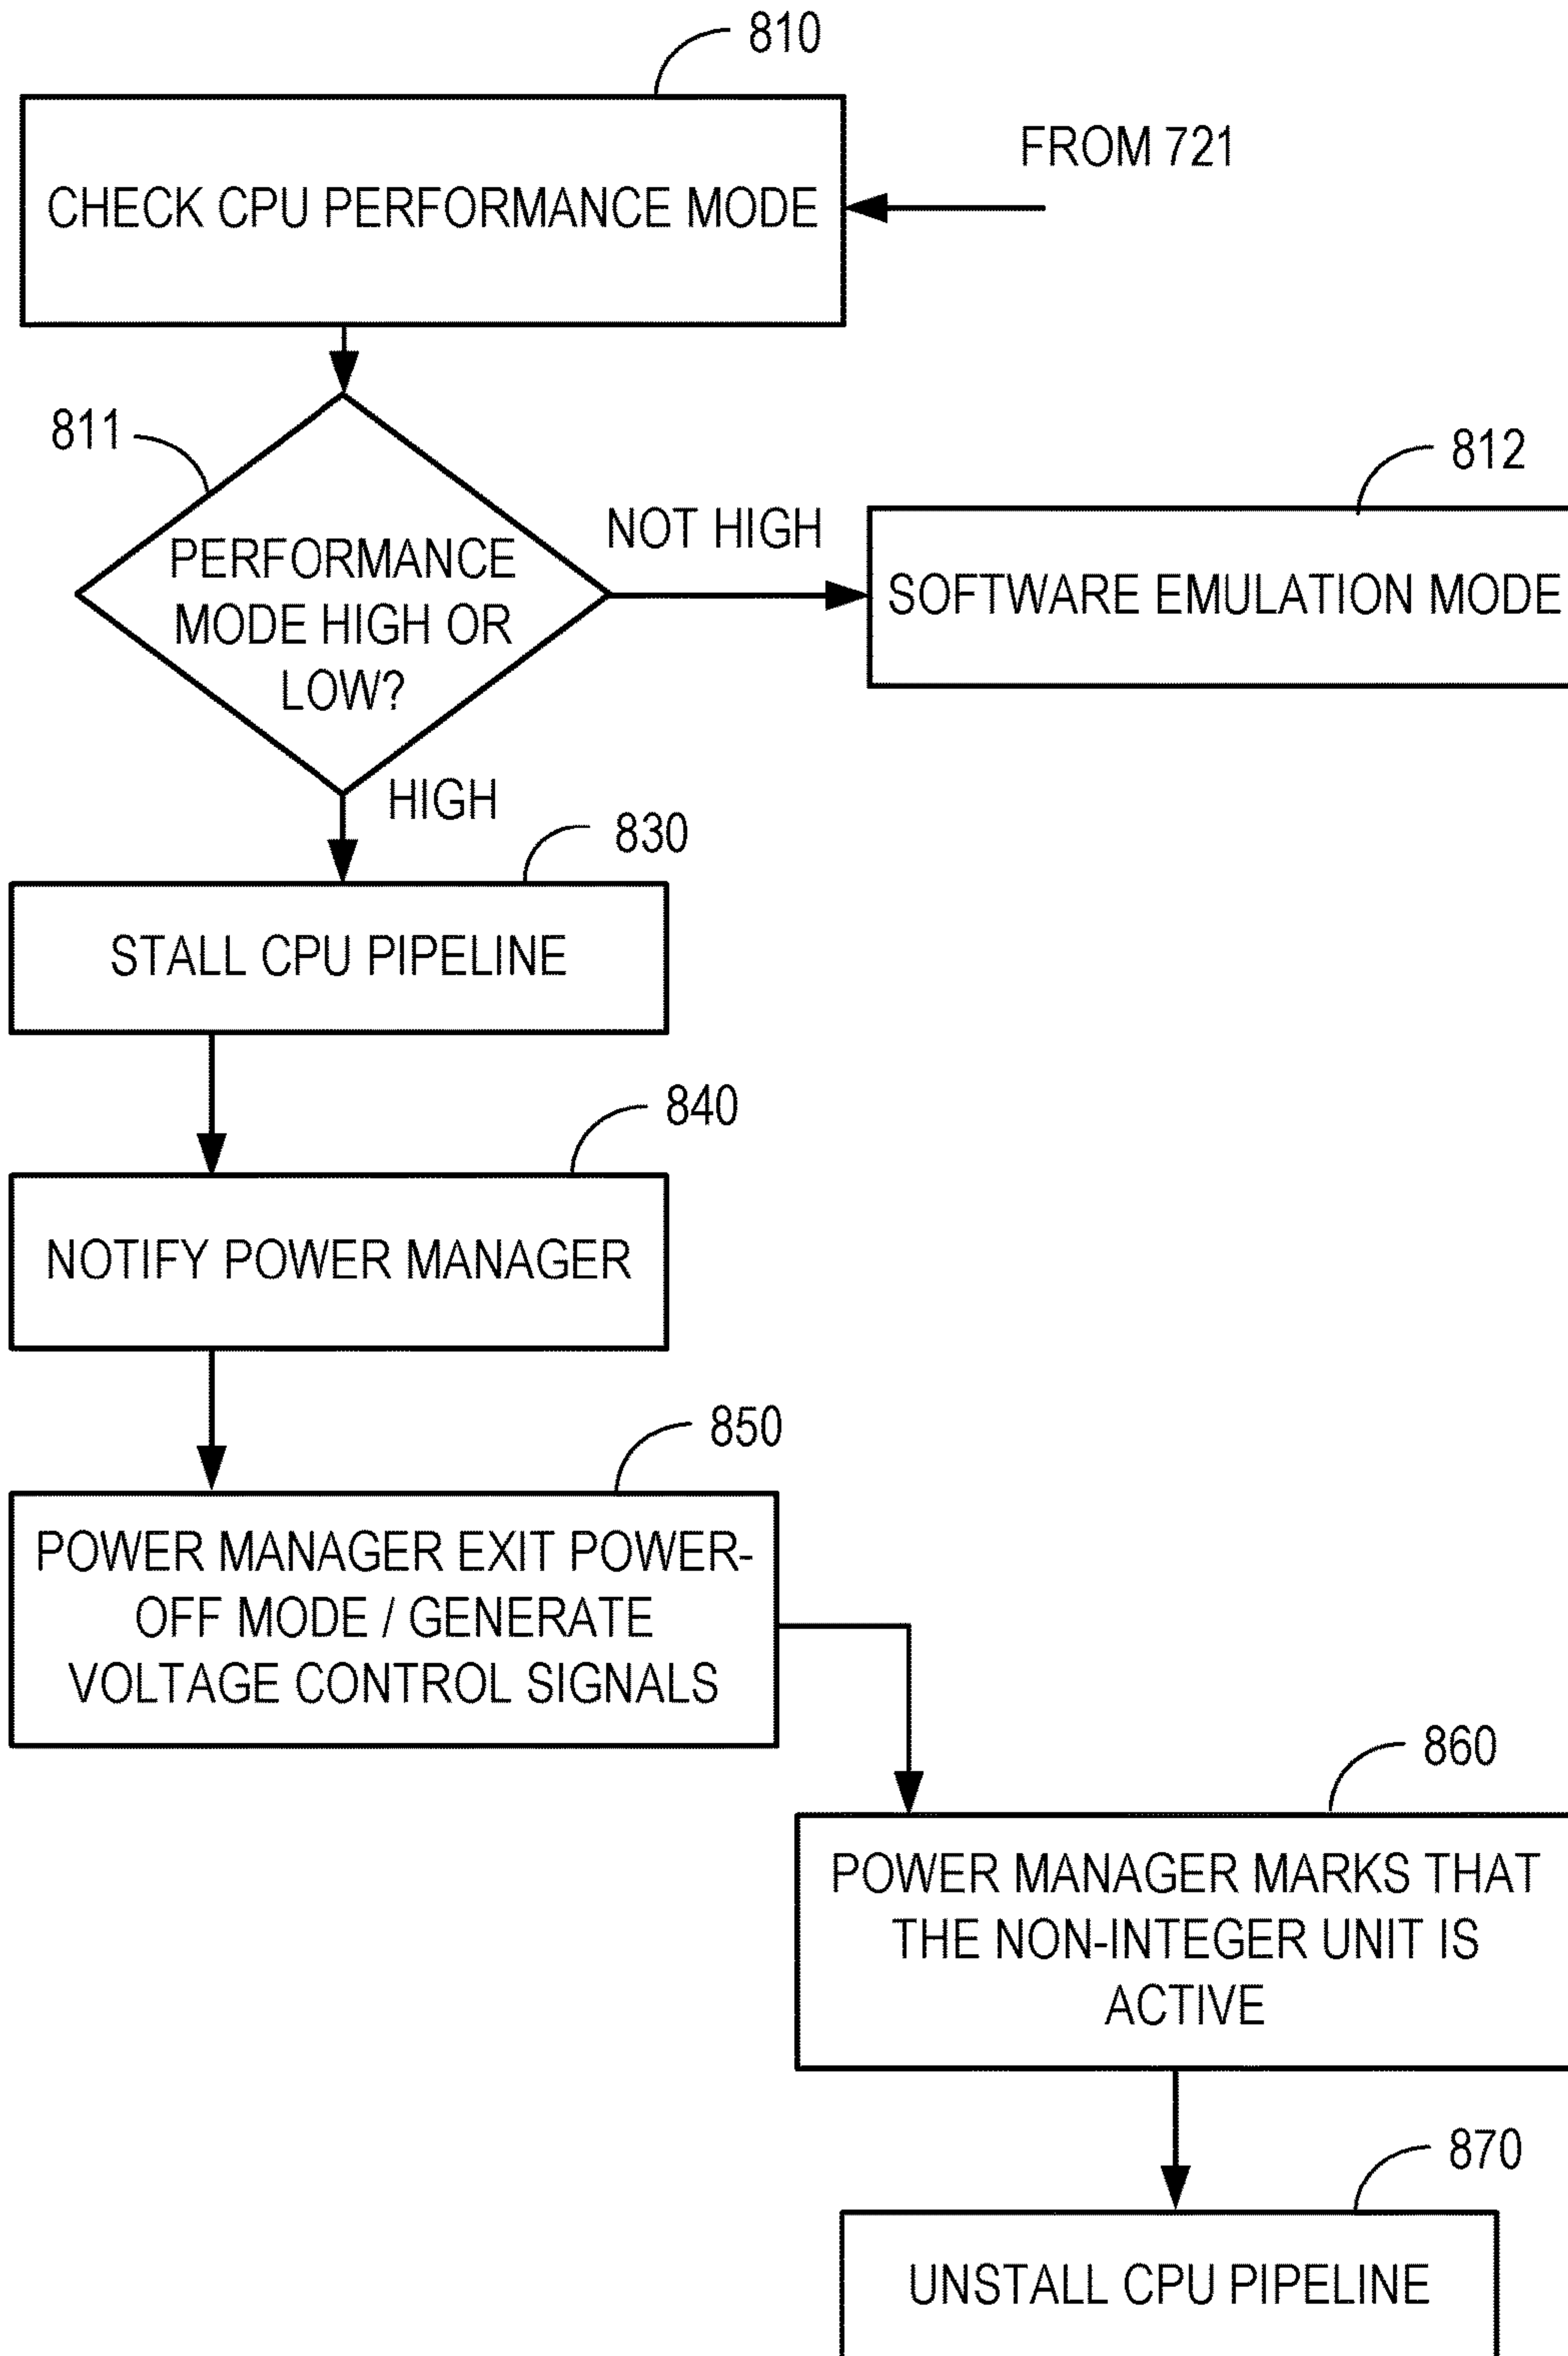 810
FROM 721
CHECK CPU PERFORMANCE MODE
811
812
NOT HIGH
PERFORMANCE
MODE HIGH OR
LOW?
SOFTWARE EMULATION MODE
HIGH
830
STALL CPU PIPELINE
840
NOTIFY POWER MANAGER
850
POWER MANAGER EXIT POWER-
OFF MODE / GENERATE
VOLTAGE CONTROL SIGNALS
860
POWER MANAGER MARKS THAT
THE NON-INTEGER UNIT IS
ACTIVE
870
UNSTALL CPU PIPELINE